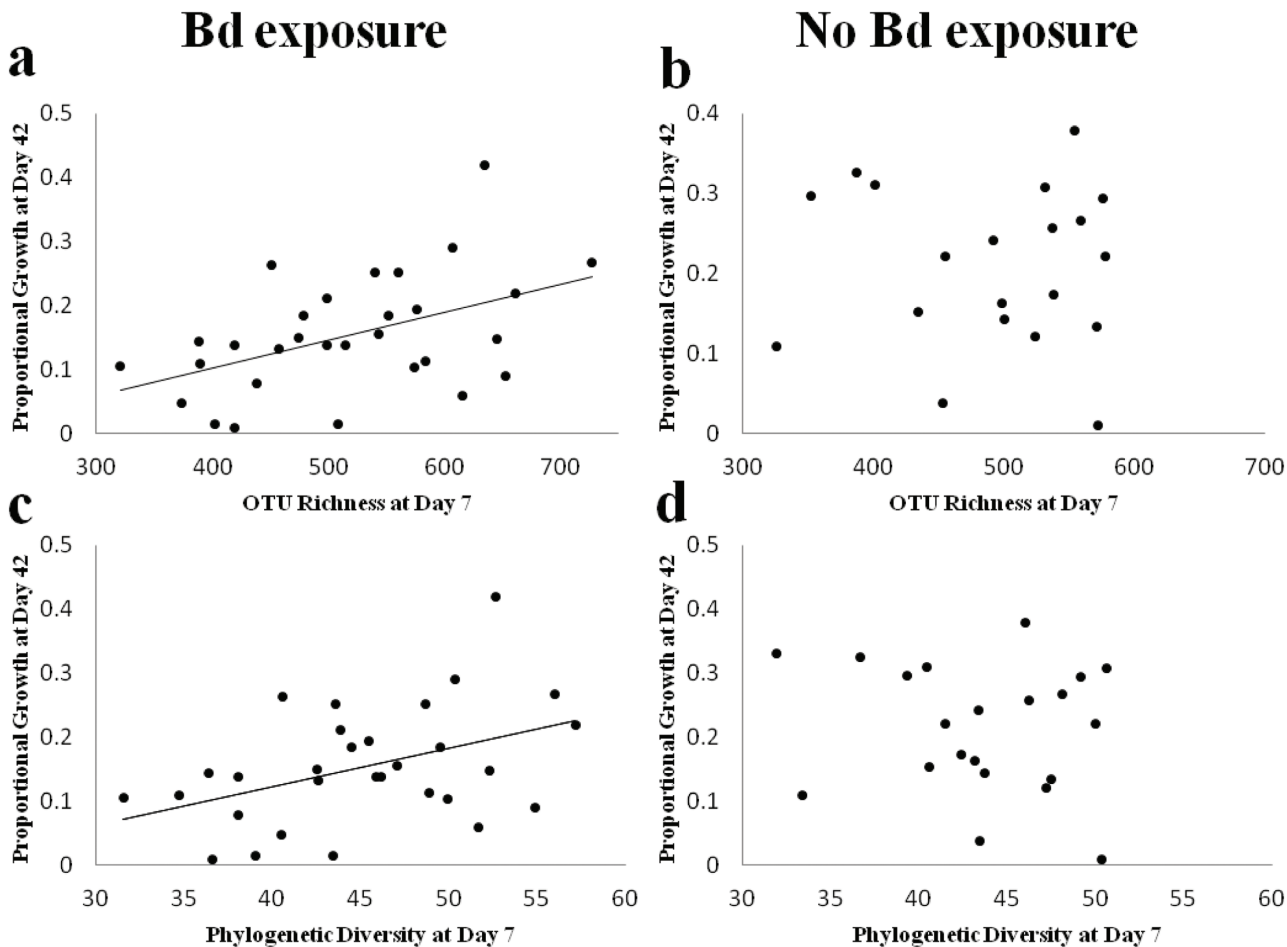 Bd exposure
No Bd exposure
a
Proportional Growth at Day 42
0.5
0.4
0.3
0.2
0.1
0
300 400 500 600 700
OTU Richness at Day 7
b
Proportional Growth at Day 42
0.4
0.3
0.2
0.1
0
300 400 500 600 700
OTU Richness at Day 7
c
Proportional Growth at Day 42
0.5
0.4
0.3
0.2
0.1
0
30 35 40 45 50 55 60
Phylogenetic Diversity at Day 7
d
Proportional Growth at Day 42
0.5
0.4
0.3
0.2
0.1
0
30 35 40 45 50 55 60
Phylogenetic Diversity at Day 7